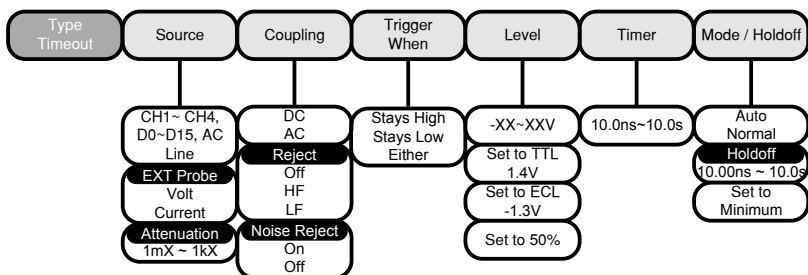 Type
Timeout
Source
Coupling
Trigger
When
Level
Timer
Mode / Holdoff
CH1~ CH4,
D0~D15, AC
Line
EXT Probe
Volt
Current
Attenuation
1mX ~ 1kX
DC
AC
Reject
Off
HF
LF
Noise Reject
On
Off
Stays High
Stays Low
Either
-XX~XXV
Set to TTL
1.4V
Set to ECL
-1.3V
Set to 50%
10.0ns~10.0s
Auto
Normal
Holdoff
10.00ns ~ 10.0s
Set to
Minimum